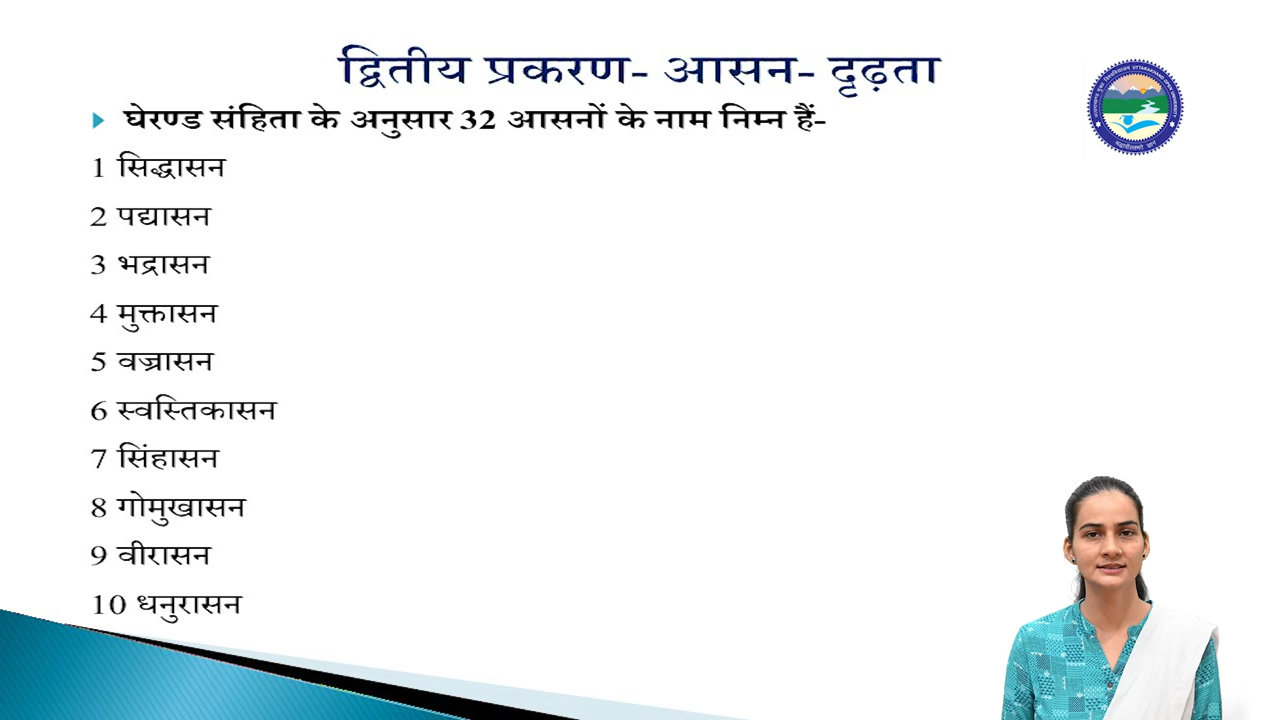 द्वितीय प्रकरण- आसन- दृढ़ता
घेरण्ड संहिता के अनुसार 32 आसनों के नाम निम्न हैं-
1 सिद्धासन
2 पद्यासन
3 भद्रासन
4 मुक्तासन
5 वज्रासन
6 स्वस्तिकासन
7 सिंहासन
8 गोमुखासन
9 वीरासन
10 धनुरासन